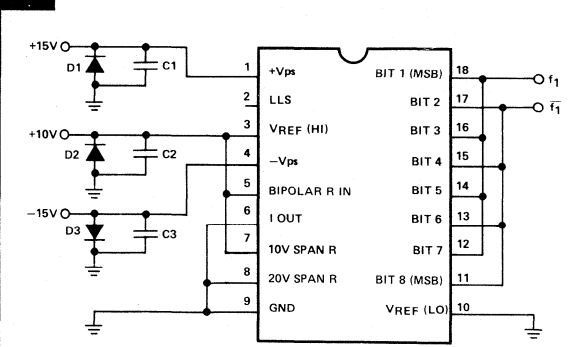 +15V
D1
C1
+10V
D2
C2
−15V
D3
C3
1 +Vps
2 LLS
3 VREF (HI)
4 −Vps
5 BIPOLAR R IN
6 I OUT
7 10V SPAN R
8 20V SPAN R
9 GND
BIT 1 (MSB) 18
BIT 2 17
BIT 3 16
BIT 4 15
BIT 5 14
BIT 6 13
BIT 7 12
BIT 8 (MSB) 11
VREF (LO) 10
f1
f̅1